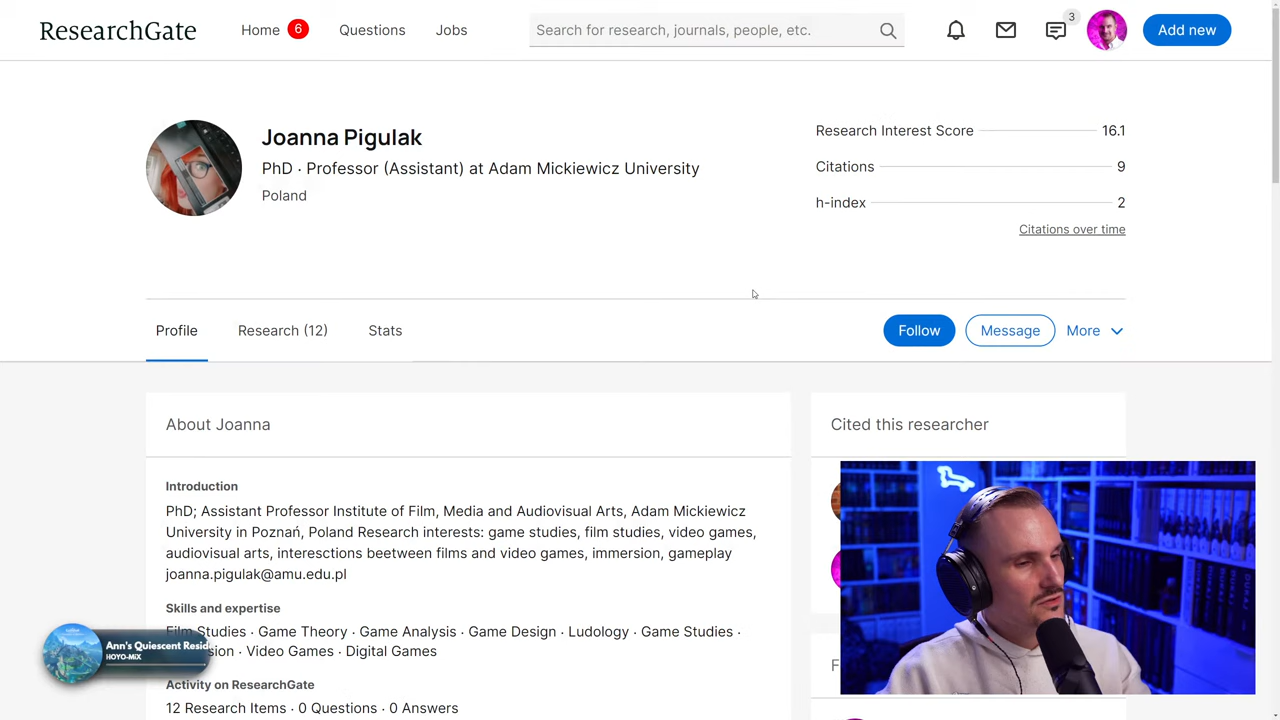 ResearchGate
Home 6 Questions Jobs
Search for research, journals, people, etc.
3
Add new
Joanna Pigulak
PhD · Professor (Assistant) at Adam Mickiewicz University
Poland
Research Interest Score 16.1
Citations 9
h-index 2
Citations over time
Profile Research (12) Stats
Follow Message More
About Joanna
Introduction
PhD; Assistant Professor Institute of Film, Media and Audiovisual Arts, Adam Mickiewicz
University in Poznań, Poland Research interests: game studies, film studies, video games,
audiovisual arts, interesctions beetween films and video games, immersion, gameplay
joanna.pigulak@amu.edu.pl
Skills and expertise
Film Studies · Game Theory · Game Analysis · Game Design · Ludology · Game Studies ·
sion · Video Games · Digital Games
Activity on ResearchGate
12 Research Items · 0 Questions · 0 Answers
Cited this researcher
F
Ann's Quiescent Resid
HOYO-MiX